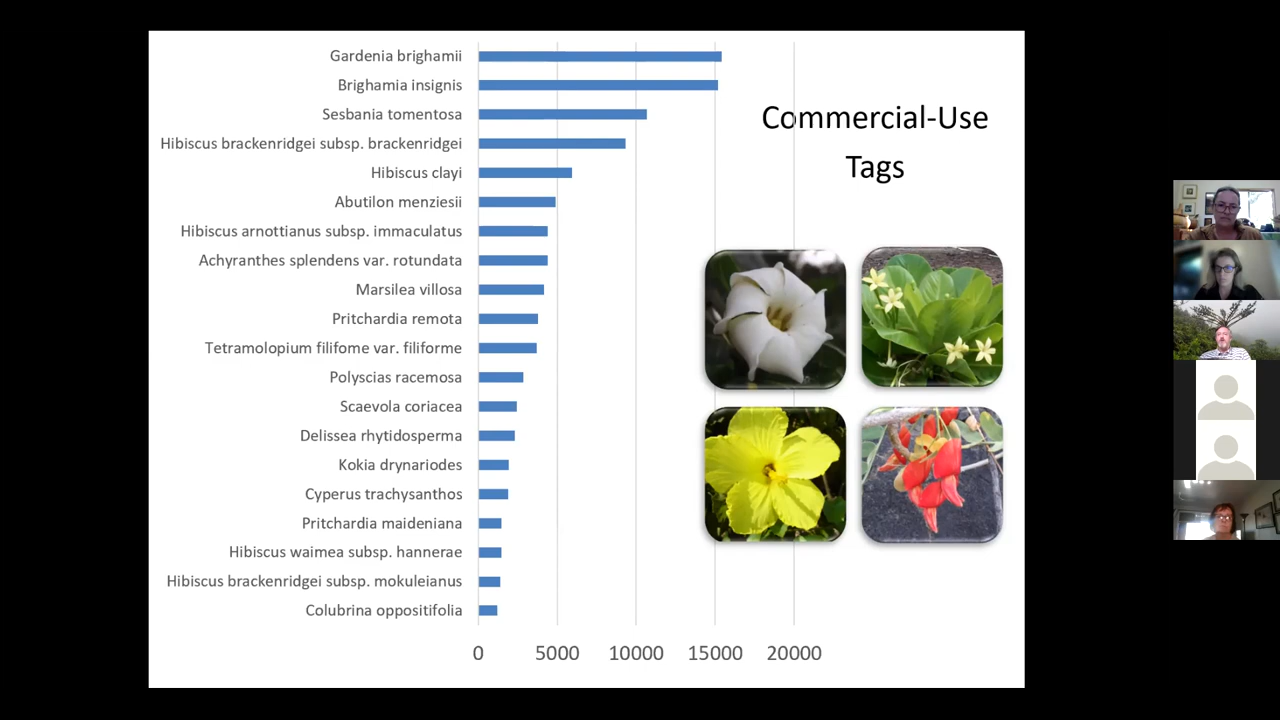 Gardenia brighamii
Brighamia insignis
Sesbania tomentosa
Hibiscus brackenridgei subsp. brackenridgei
Hibiscus clayi
Abutilon menziesii
Hibiscus arnottianus subsp. immaculatus
Achyranthes splendens var. rotundata
Marsilea villosa
Pritchardia remota
Tetramolopium filifome var. filiforme
Polyscias racemosa
Scaevola coriacea
Delissea rhytidosperma
Kokia drynariodes
Cyperus trachysanthos
Pritchardia maideniana
Hibiscus waimea subsp. hannerae
Hibiscus brackenridgei subsp. mokuleianus
Colubrina oppositifolia
0 5000 10000 15000 20000
Commercial-Use
Tags